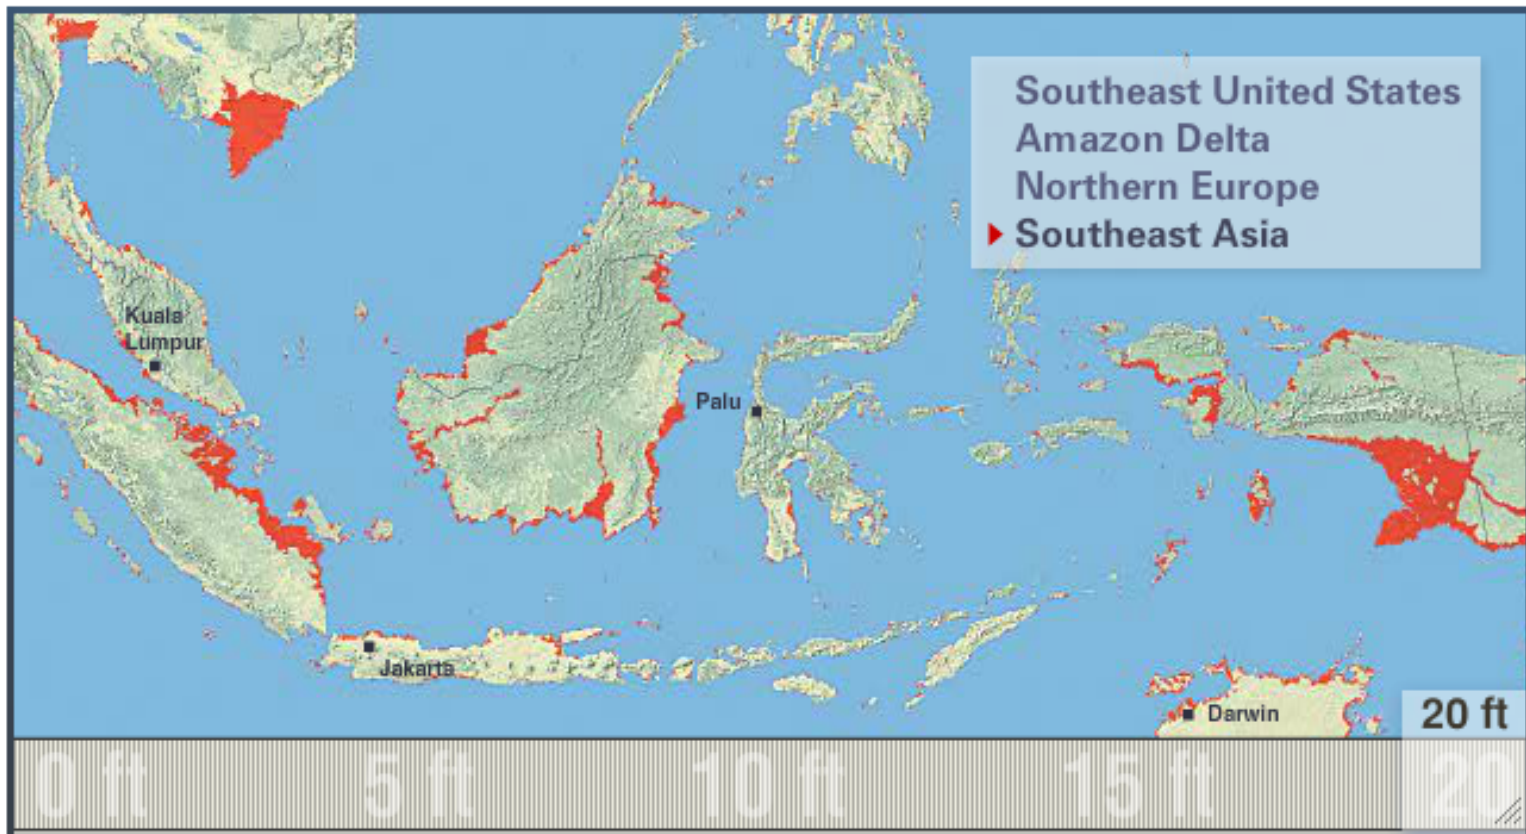 Southeast United States
Amazon Delta
Northern Europe
Southeast Asia
Kuala
Lumpur
Palu
Jakarta
Darwin
20 ft
0 ft
5 ft
10 ft
15 ft
20